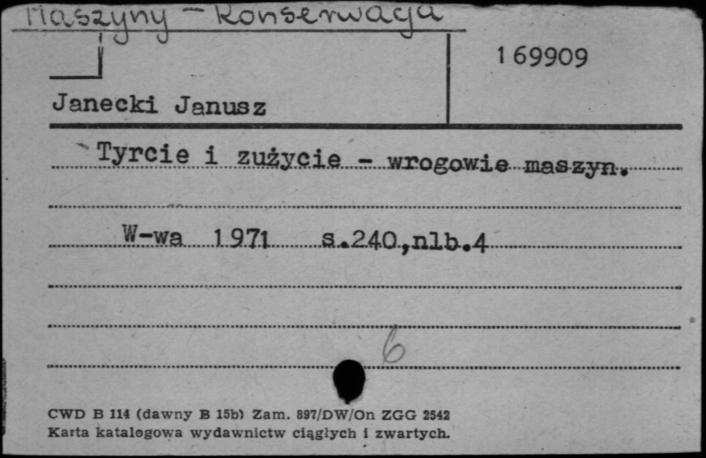 Maszyny - Konserwacja
169909
Janecki Janusz
Tyrcie i zużycie - wrogowie maszyn.
W-wa 1971 s.240,nlb.4
6
CWD B 114 (dawny B 15b) Zam. 897/DW/On ZGG 2542
Karta katalogowa wydawnictw ciągłych i zwartych.